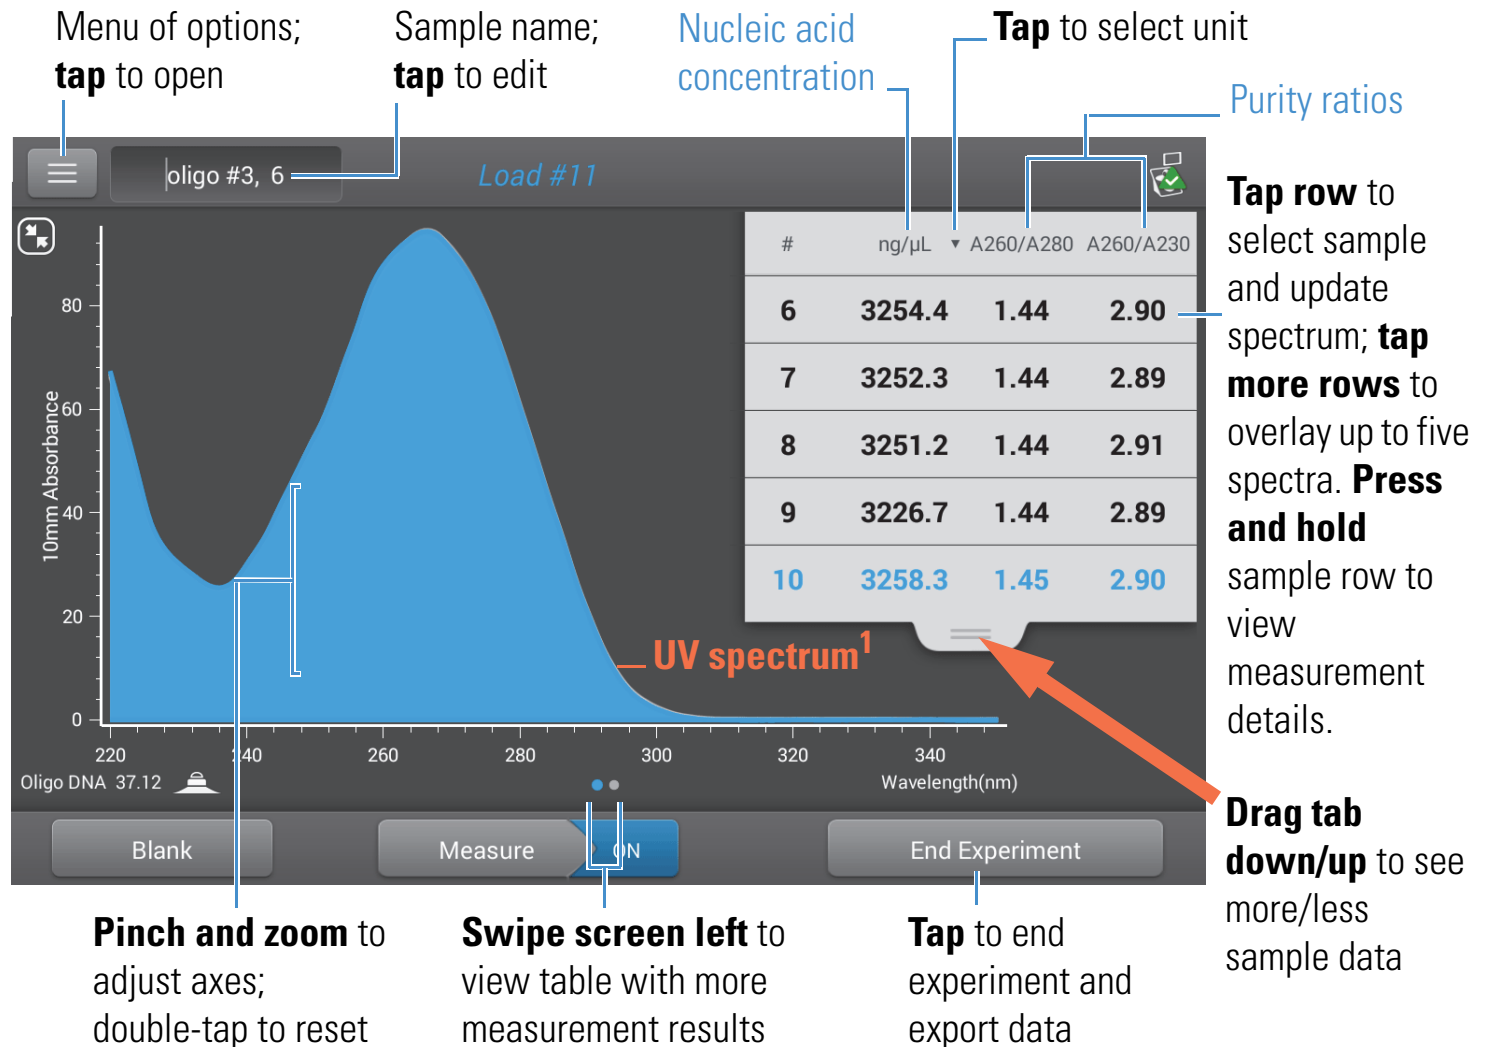 Menu of options;
tap to open
Sample name;
tap to edit
Nucleic acid
concentration
Tap to select unit
Purity ratios
oligo #3, 6
Load #11
# ng/µL ▼ A260/A280 A260/A230
6 3254.4 1.44 2.90
7 3252.3 1.44 2.89
8 3251.2 1.44 2.91
9 3226.7 1.44 2.89
10 3258.3 1.45 2.90
Tap row to
select sample
and update
spectrum; tap
more rows to
overlay up to five
spectra. Press
and hold
sample row to
view
measurement
details.
10mm Absorbance
80
60
40
20
0
UV spectrum1
220 240 260 280 300 320 340
Oligo DNA 37.12
Wavelength(nm)
Drag tab
down/up to see
more/less
sample data
Blank
Measure
ON
End Experiment
Pinch and zoom to
adjust axes;
double-tap to reset
Swipe screen left to
view table with more
measurement results
Tap to end
experiment and
export data